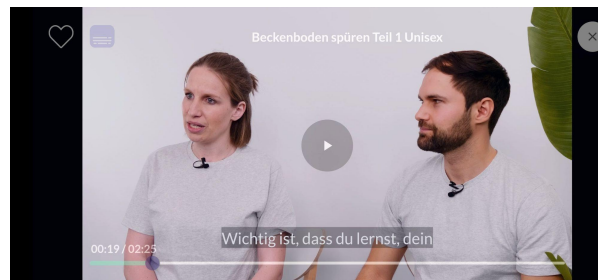 Beckenboden spüren Teil 1 Unisex
Wichtig ist, dass du lernst, dein
00:19 / 02:25